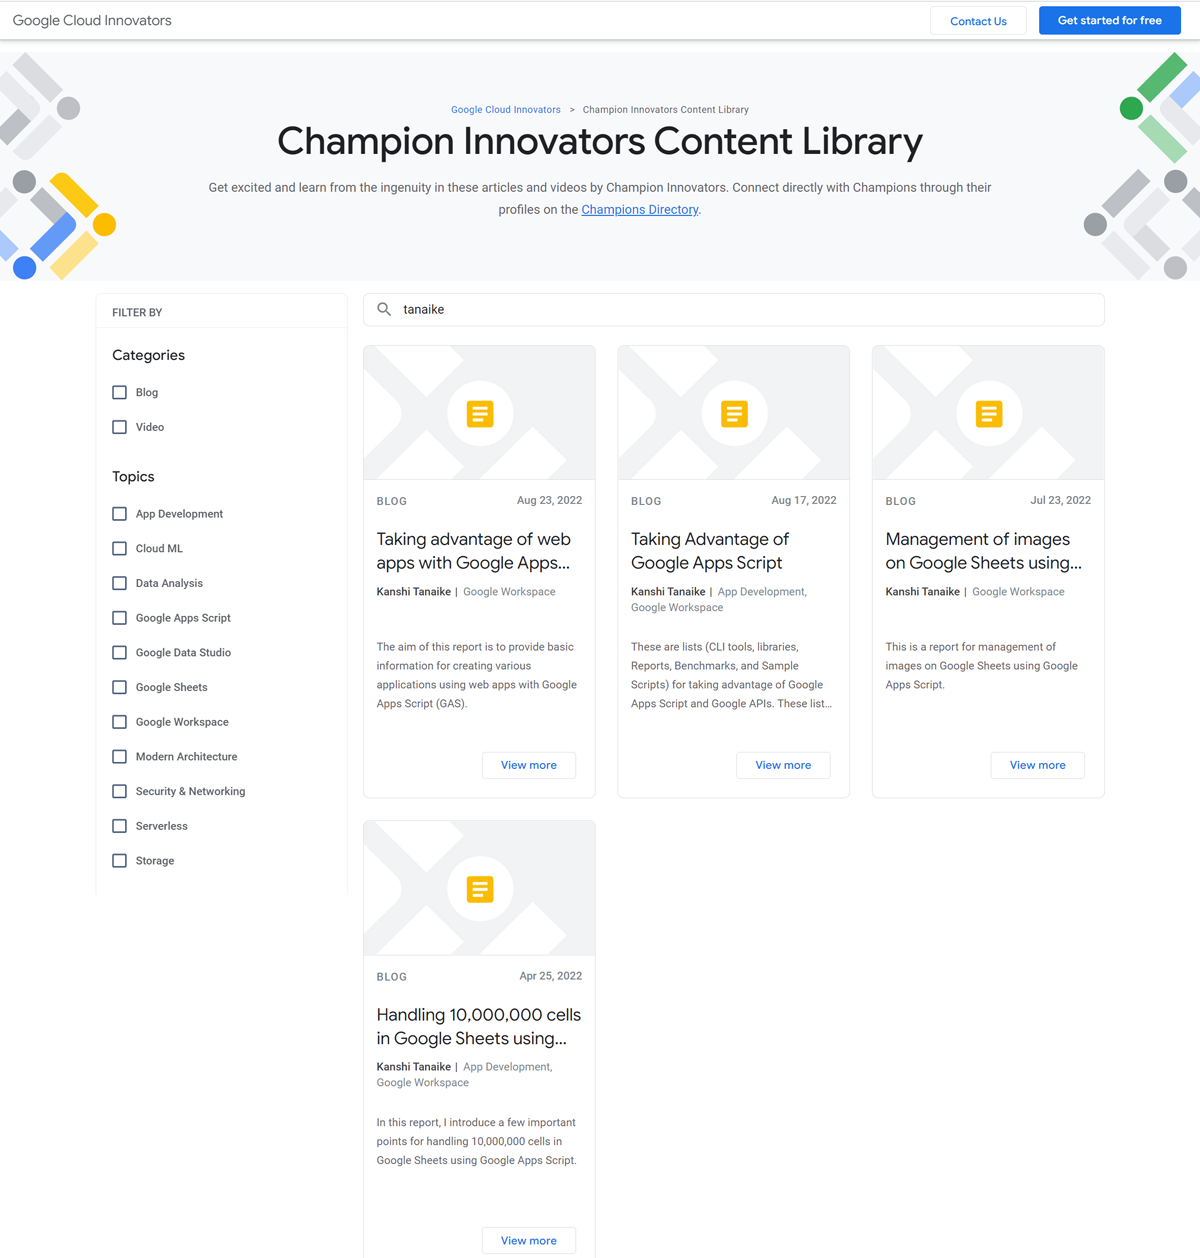 Google Cloud Innovators
Contact Us
Get started for free
Google Cloud Innovators > Champion Innovators Content Library
Champion Innovators Content Library
Get excited and learn from the ingenuity in these articles and videos by Champion Innovators. Connect directly with Champions through their
profiles on the Champions Directory.
FILTER BY
Categories
Blog
Video
Topics
App Development
Cloud ML
Data Analysis
Google Apps Script
Google Data Studio
Google Sheets
Google Workspace
Modern Architecture
Security & Networking
Serverless
Storage
tanaike
BLOG
Aug 23, 2022
Taking advantage of web
apps with Google Apps...
Kanshi Tanaike | Google Workspace
The aim of this report is to provide basic
information for creating various
applications using web apps with Google
Apps Script (GAS).
View more
BLOG
Aug 17, 2022
Taking Advantage of
Google Apps Script
Kanshi Tanaike | App Development,
Google Workspace
These are lists (CLI tools, libraries,
Reports, Benchmarks, and Sample
Scripts) for taking advantage of Google
Apps Script and Google APIs. These list...
View more
BLOG
Jul 23, 2022
Management of images
on Google Sheets using...
Kanshi Tanaike | Google Workspace
This is a report for management of
images on Google Sheets using Google
Apps Script.
View more
BLOG
Apr 25, 2022
Handling 10,000,000 cells
in Google Sheets using...
Kanshi Tanaike | App Development,
Google Workspace
In this report, I introduce a few important
points for handling 10,000,000 cells in
Google Sheets using Google Apps Script.
View more